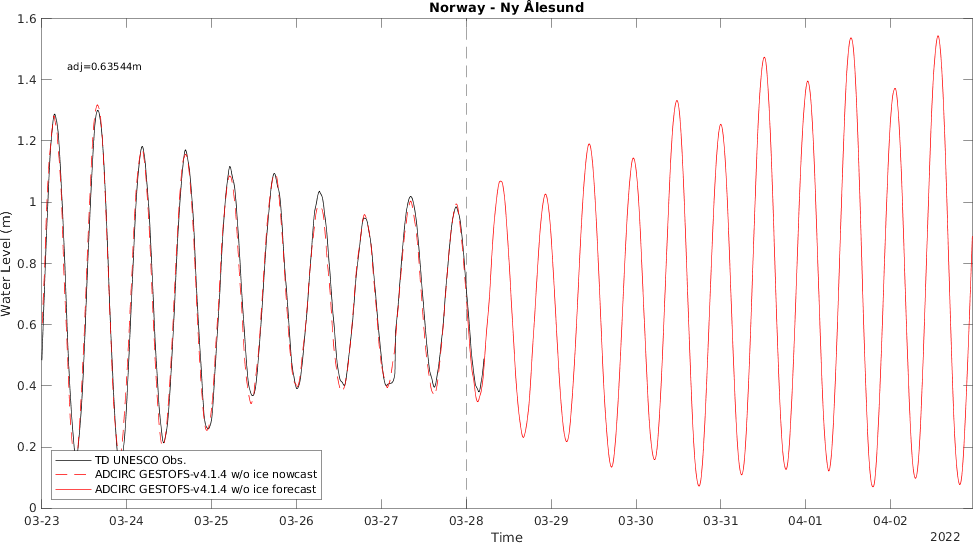 Norway - Ny Ålesund
adj=0.63544m
Water Level (m)
1.6
1.4
1.2
1
0.8
0.6
0.4
0.2
0
TD UNESCO Obs.
ADCIRC GESTOFS-v4.1.4 w/o ice nowcast
ADCIRC GESTOFS-v4.1.4 w/o ice forecast
03-23 03-24 03-25 03-26 03-27 03-28 03-29 03-30 03-31 04-01 04-02
Time
2022